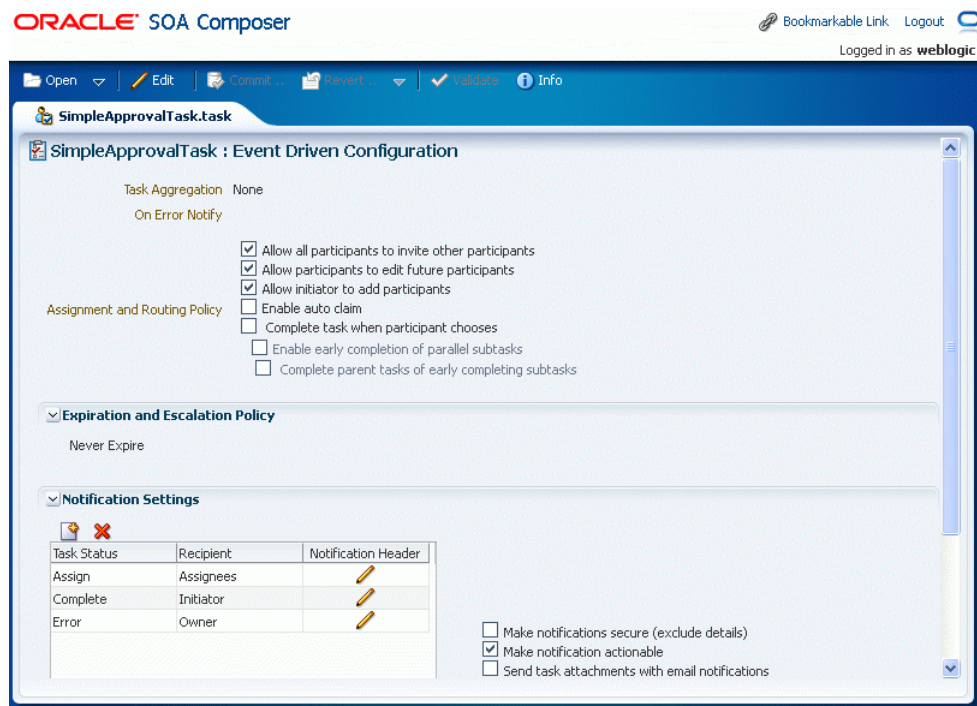 ORACLE SOA Composer
Bookmarkable Link Logout
Logged in as weblogic
Open Edit Commit .. Revert .. Validate Info
SimpleApprovalTask.task
SimpleApprovalTask : Event Driven Configuration
Task Aggregation None
On Error Notify
Allow all participants to invite other participants
Allow participants to edit future participants
Allow initiator to add participants
Assignment and Routing Policy Enable auto claim
Complete task when participant chooses
Enable early completion of parallel subtasks
Complete parent tasks of early completing subtasks
Expiration and Escalation Policy
Never Expire
Notification Settings
Task Status Recipient Notification Header
Assign Assignees
Complete Initiator
Error Owner
Make notifications secure (exclude details)
Make notification actionable
Send task attachments with email notifications